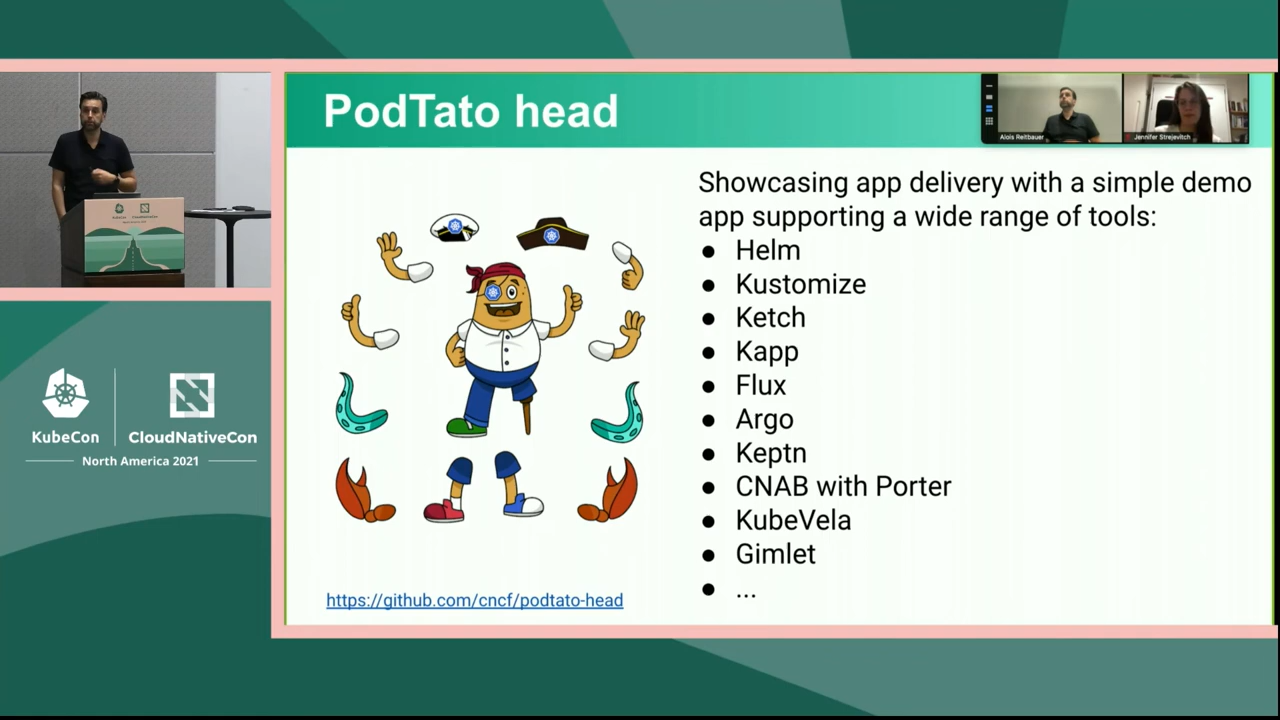 PodTato head
Alois Reitbauer
Jennifer Strejevitch
Showcasing app delivery with a simple demo
app supporting a wide range of tools:
● Helm
● Kustomize
● Ketch
● Kapp
● Flux
● Argo
● Keptn
● CNAB with Porter
● KubeVela
● Gimlet
● ...
https://github.com/cncf/podtato-head
KubeCon
CloudNativeCon
North America 2021
KubeCon
CloudNativeCon